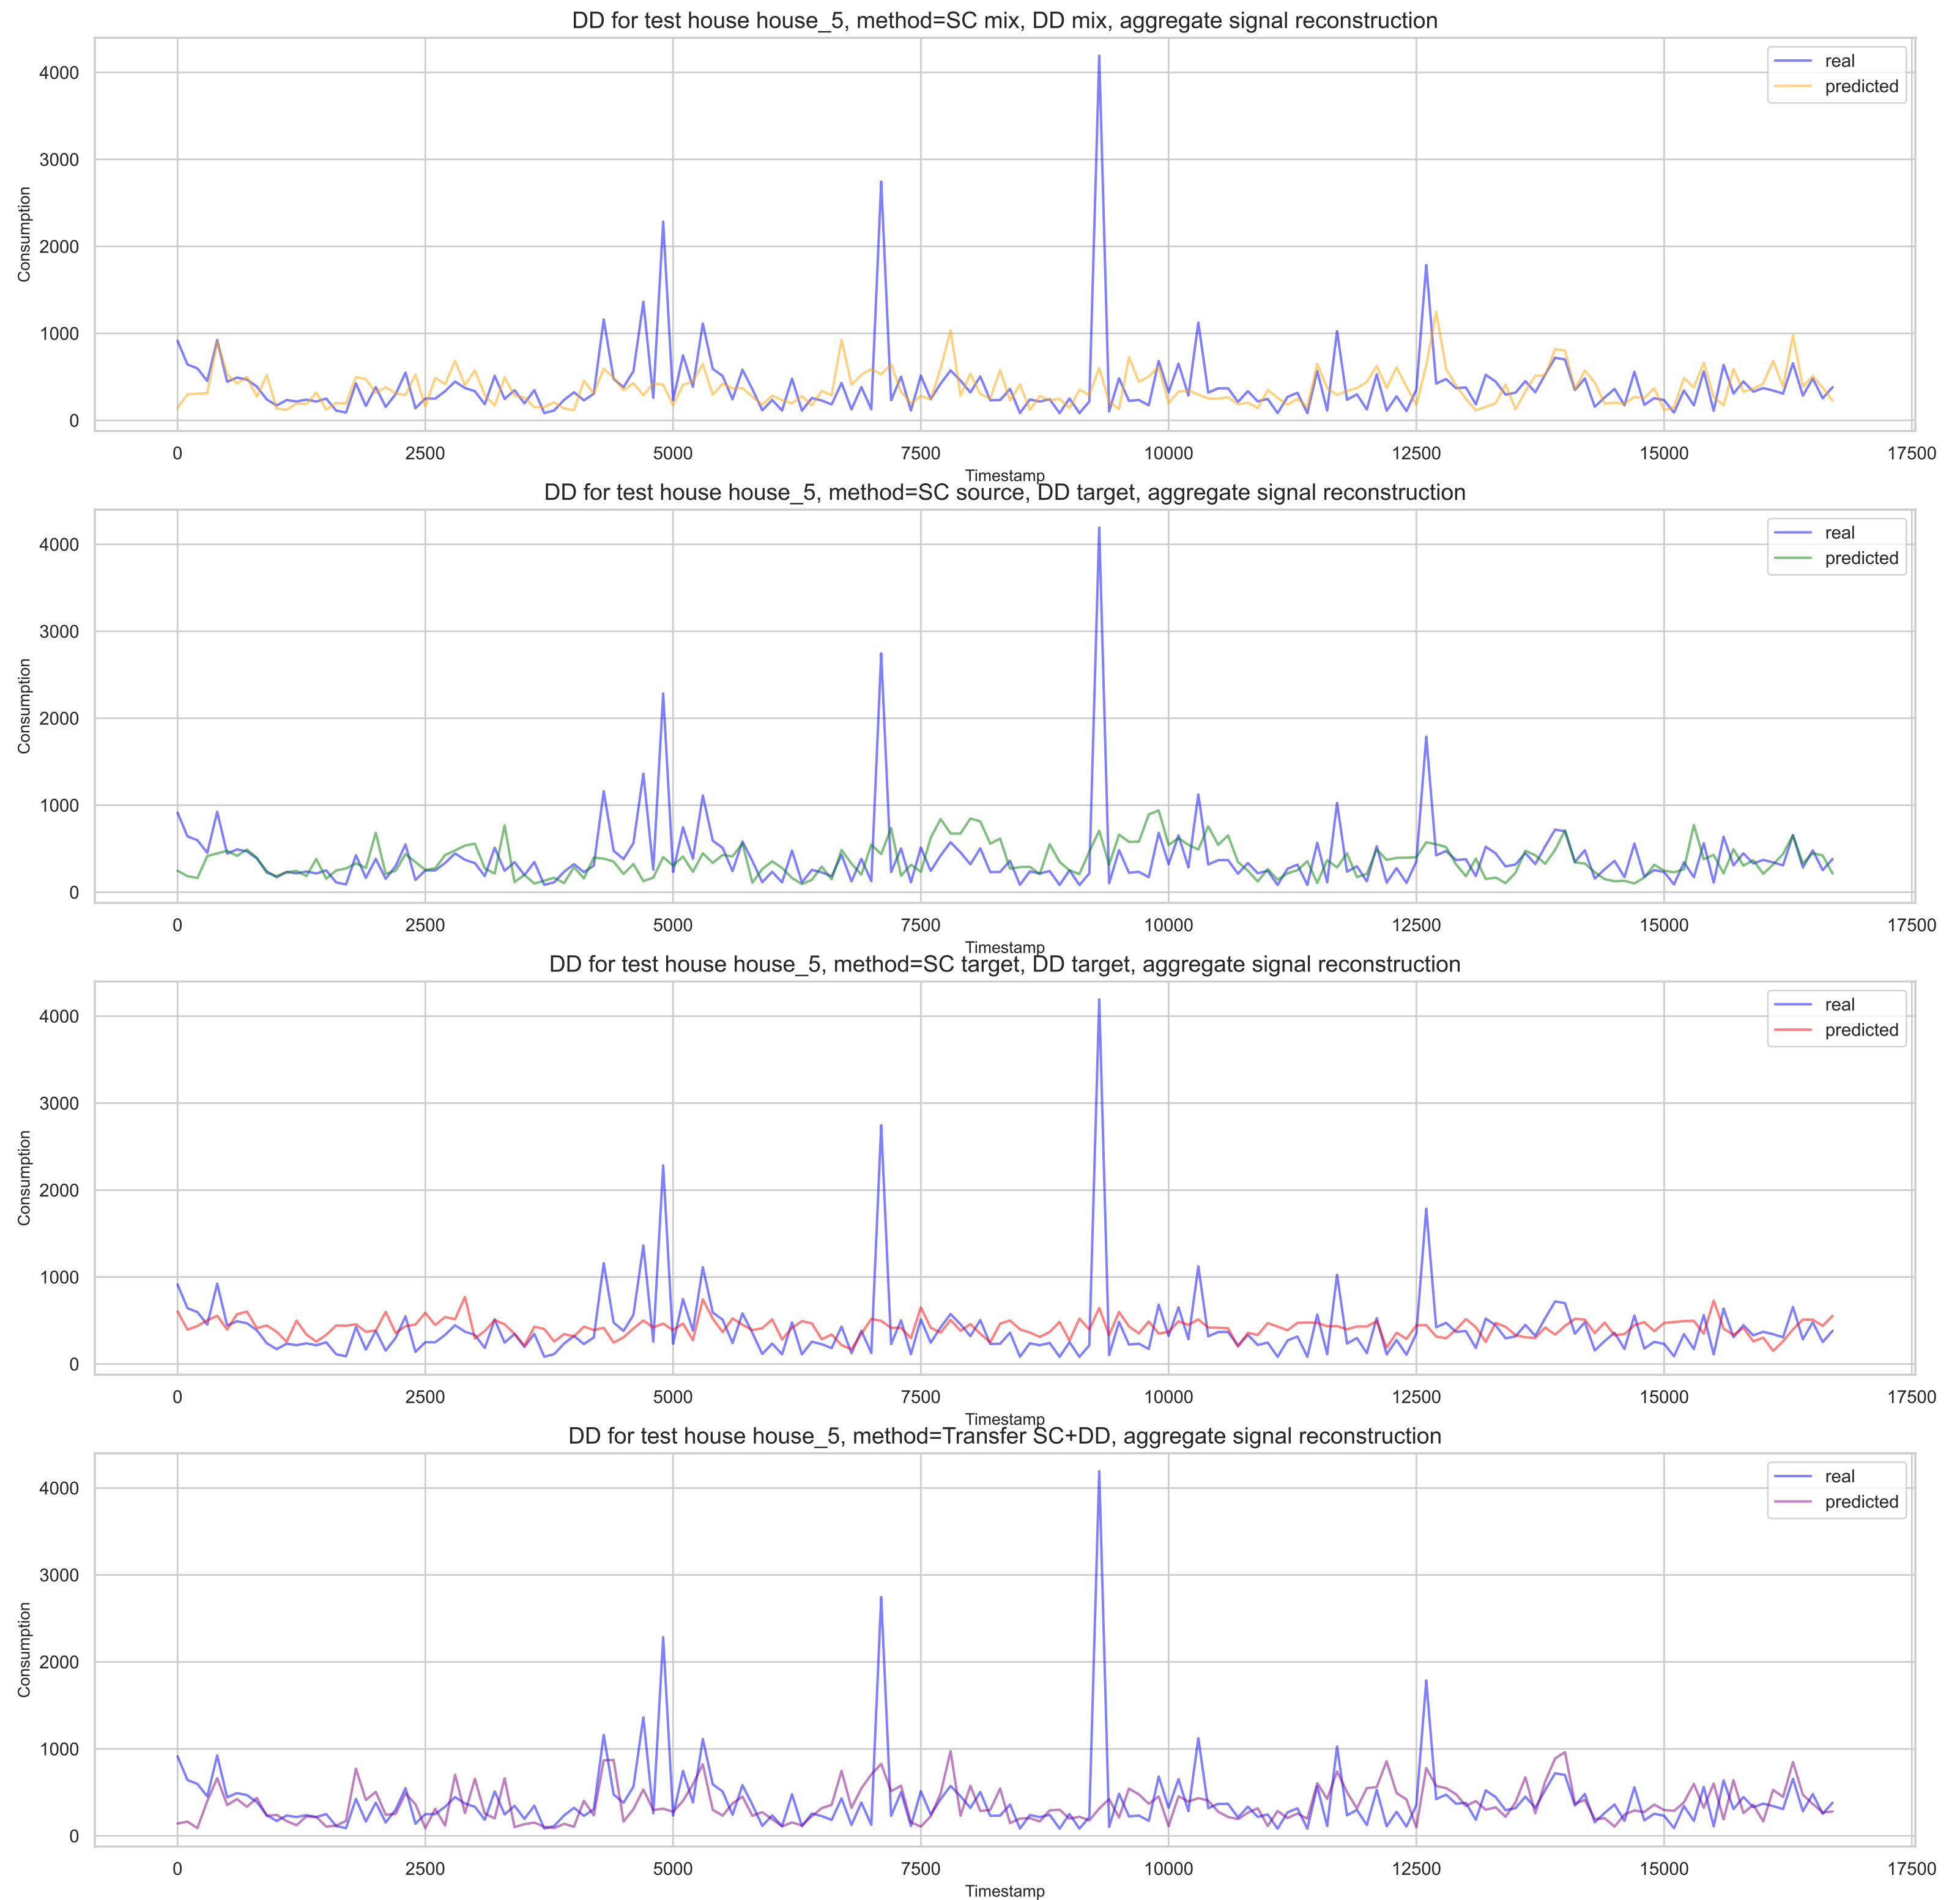 DD for test house house_5, method=SC mix, DD mix, aggregate signal reconstruction
4000
3000
2000
1000
0
Consumption
real
predicted
0 2500 5000 7500 10000 12500 15000 17500
Timestamp
DD for test house house_5, method=SC source, DD target, aggregate signal reconstruction
4000
3000
2000
1000
0
Consumption
real
predicted
0 2500 5000 7500 10000 12500 15000 17500
Timestamp
DD for test house house_5, method=SC target, DD target, aggregate signal reconstruction
4000
3000
2000
1000
0
Consumption
real
predicted
0 2500 5000 7500 10000 12500 15000 17500
Timestamp
DD for test house house_5, method=Transfer SC+DD, aggregate signal reconstruction
4000
3000
2000
1000
0
Consumption
real
predicted
0 2500 5000 7500 10000 12500 15000 17500
Timestamp